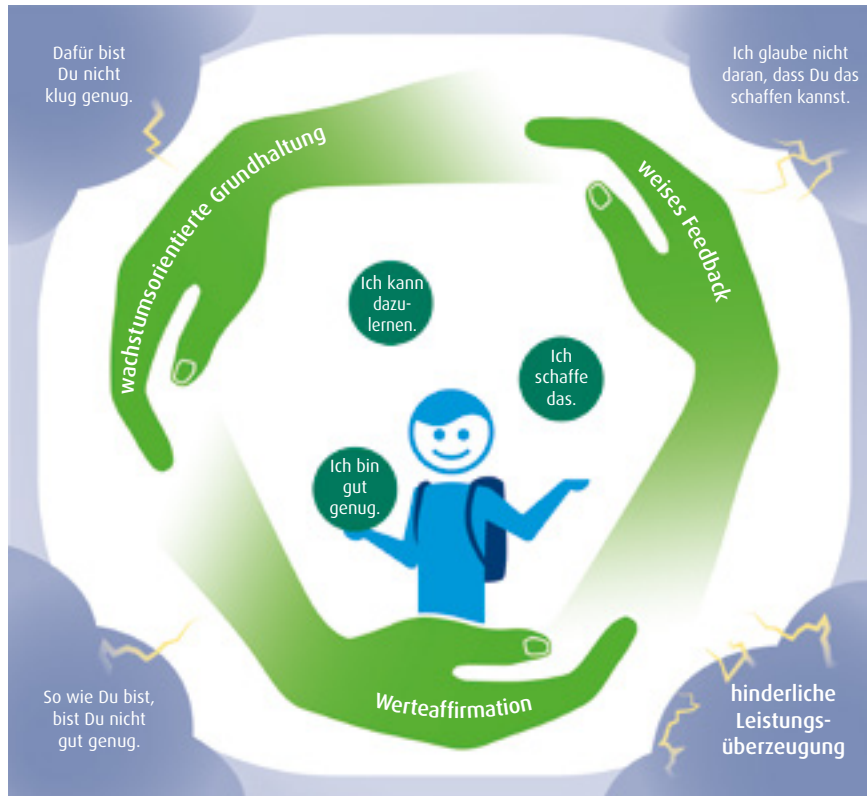 Dafür bist
Du nicht
klug genug.
Ich glaube nicht
daran, dass Du das
schaffen kannst.
wachstumsorientierte Grundhaltung
weises Feedback
Ich kann
dazu-
lernen.
Ich
schaffe
das.
Ich bin
gut
genug.
Werteaffirmation
So wie Du bist,
bist Du nicht
gut genug.
hinderliche
Leistungs-
überzeugung